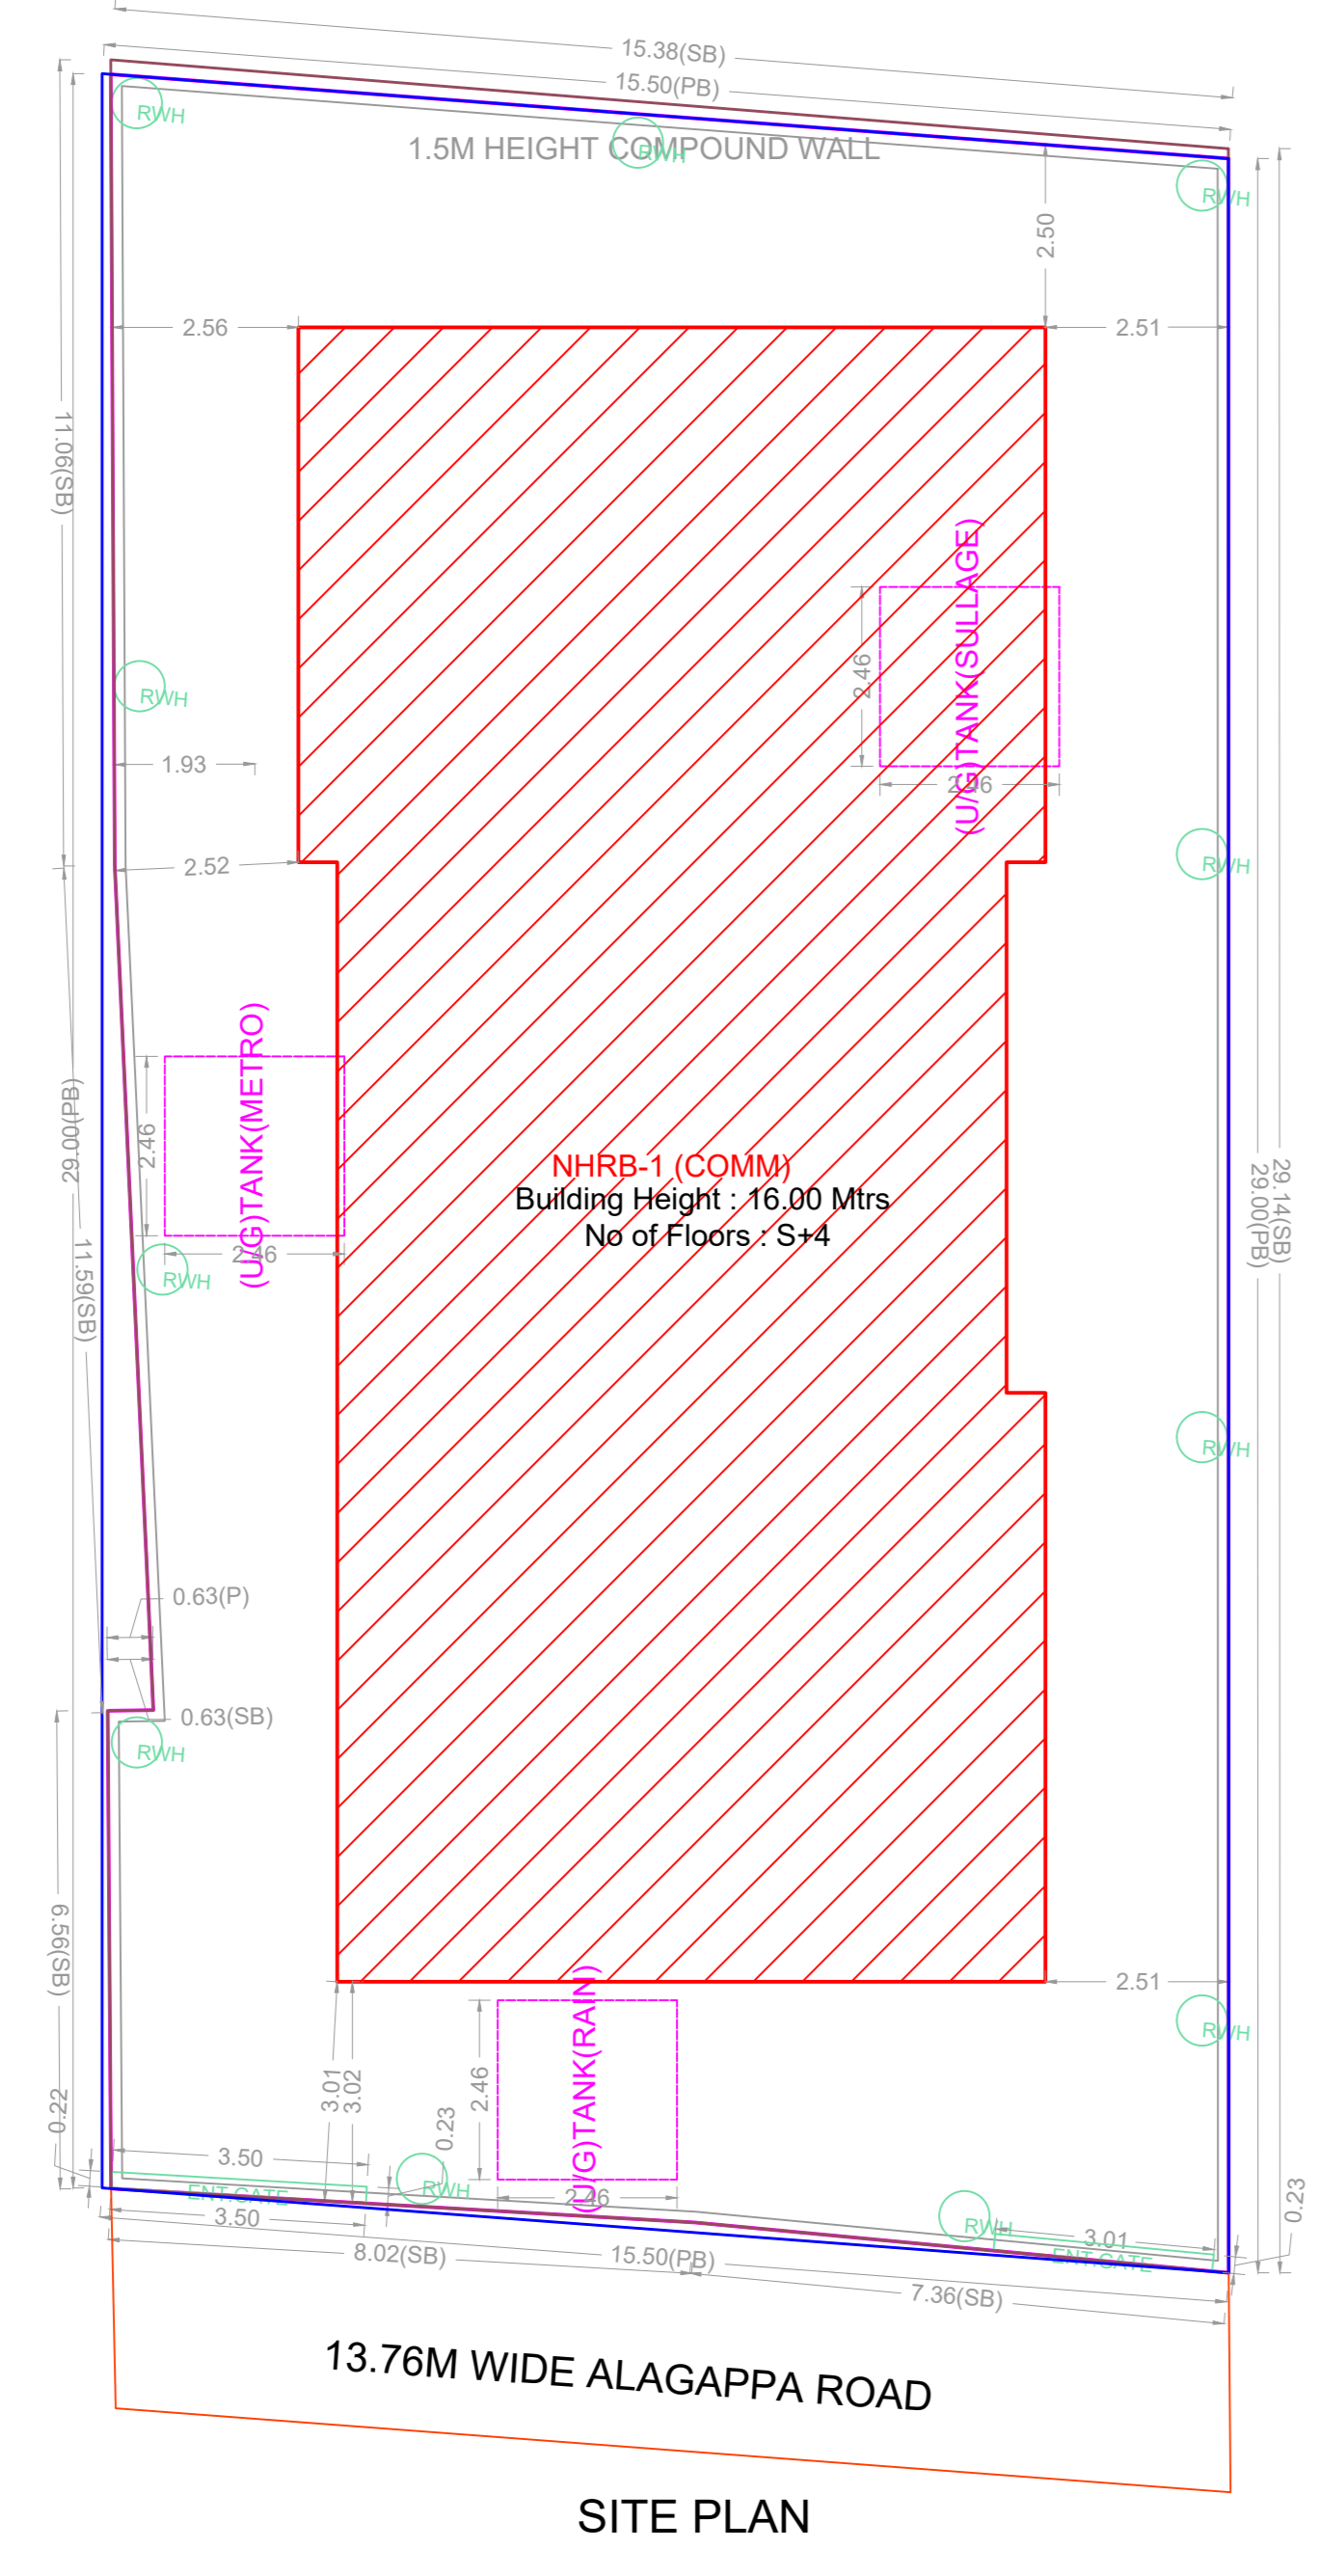 15.38(SB)
15.50(PB)
RWH
1.5M HEIGHT COMPOUND WALL
RWH
RWH
2.50
2.56
2.51
11.06(SB)
(U/G)TANK(SULLAGE)
2.46
2.46
RWH
1.93
2.52
RWH
(U/G)TANK(METRO)
2.46
2.46
29.00(PB)
11.59(SB)
NHRB-1 (COMM)
Building Height : 16.00 Mtrs
No of Floors : S+4
29.14(SB)
29.00(PB)
RWH
RWH
0.63(P)
0.63(SB)
RWH
6.56(SB)
2.51
RWH
(U/G)TANK(RAIN)
2.46
2.46
3.01
3.02
0.22
0.23
3.50
RWH
ENT.GATE
3.50
RWH
3.01
ENT.GATE
0.23
8.02(SB)
15.50(PB)
7.36(SB)
13.76M WIDE ALAGAPPA ROAD
SITE PLAN